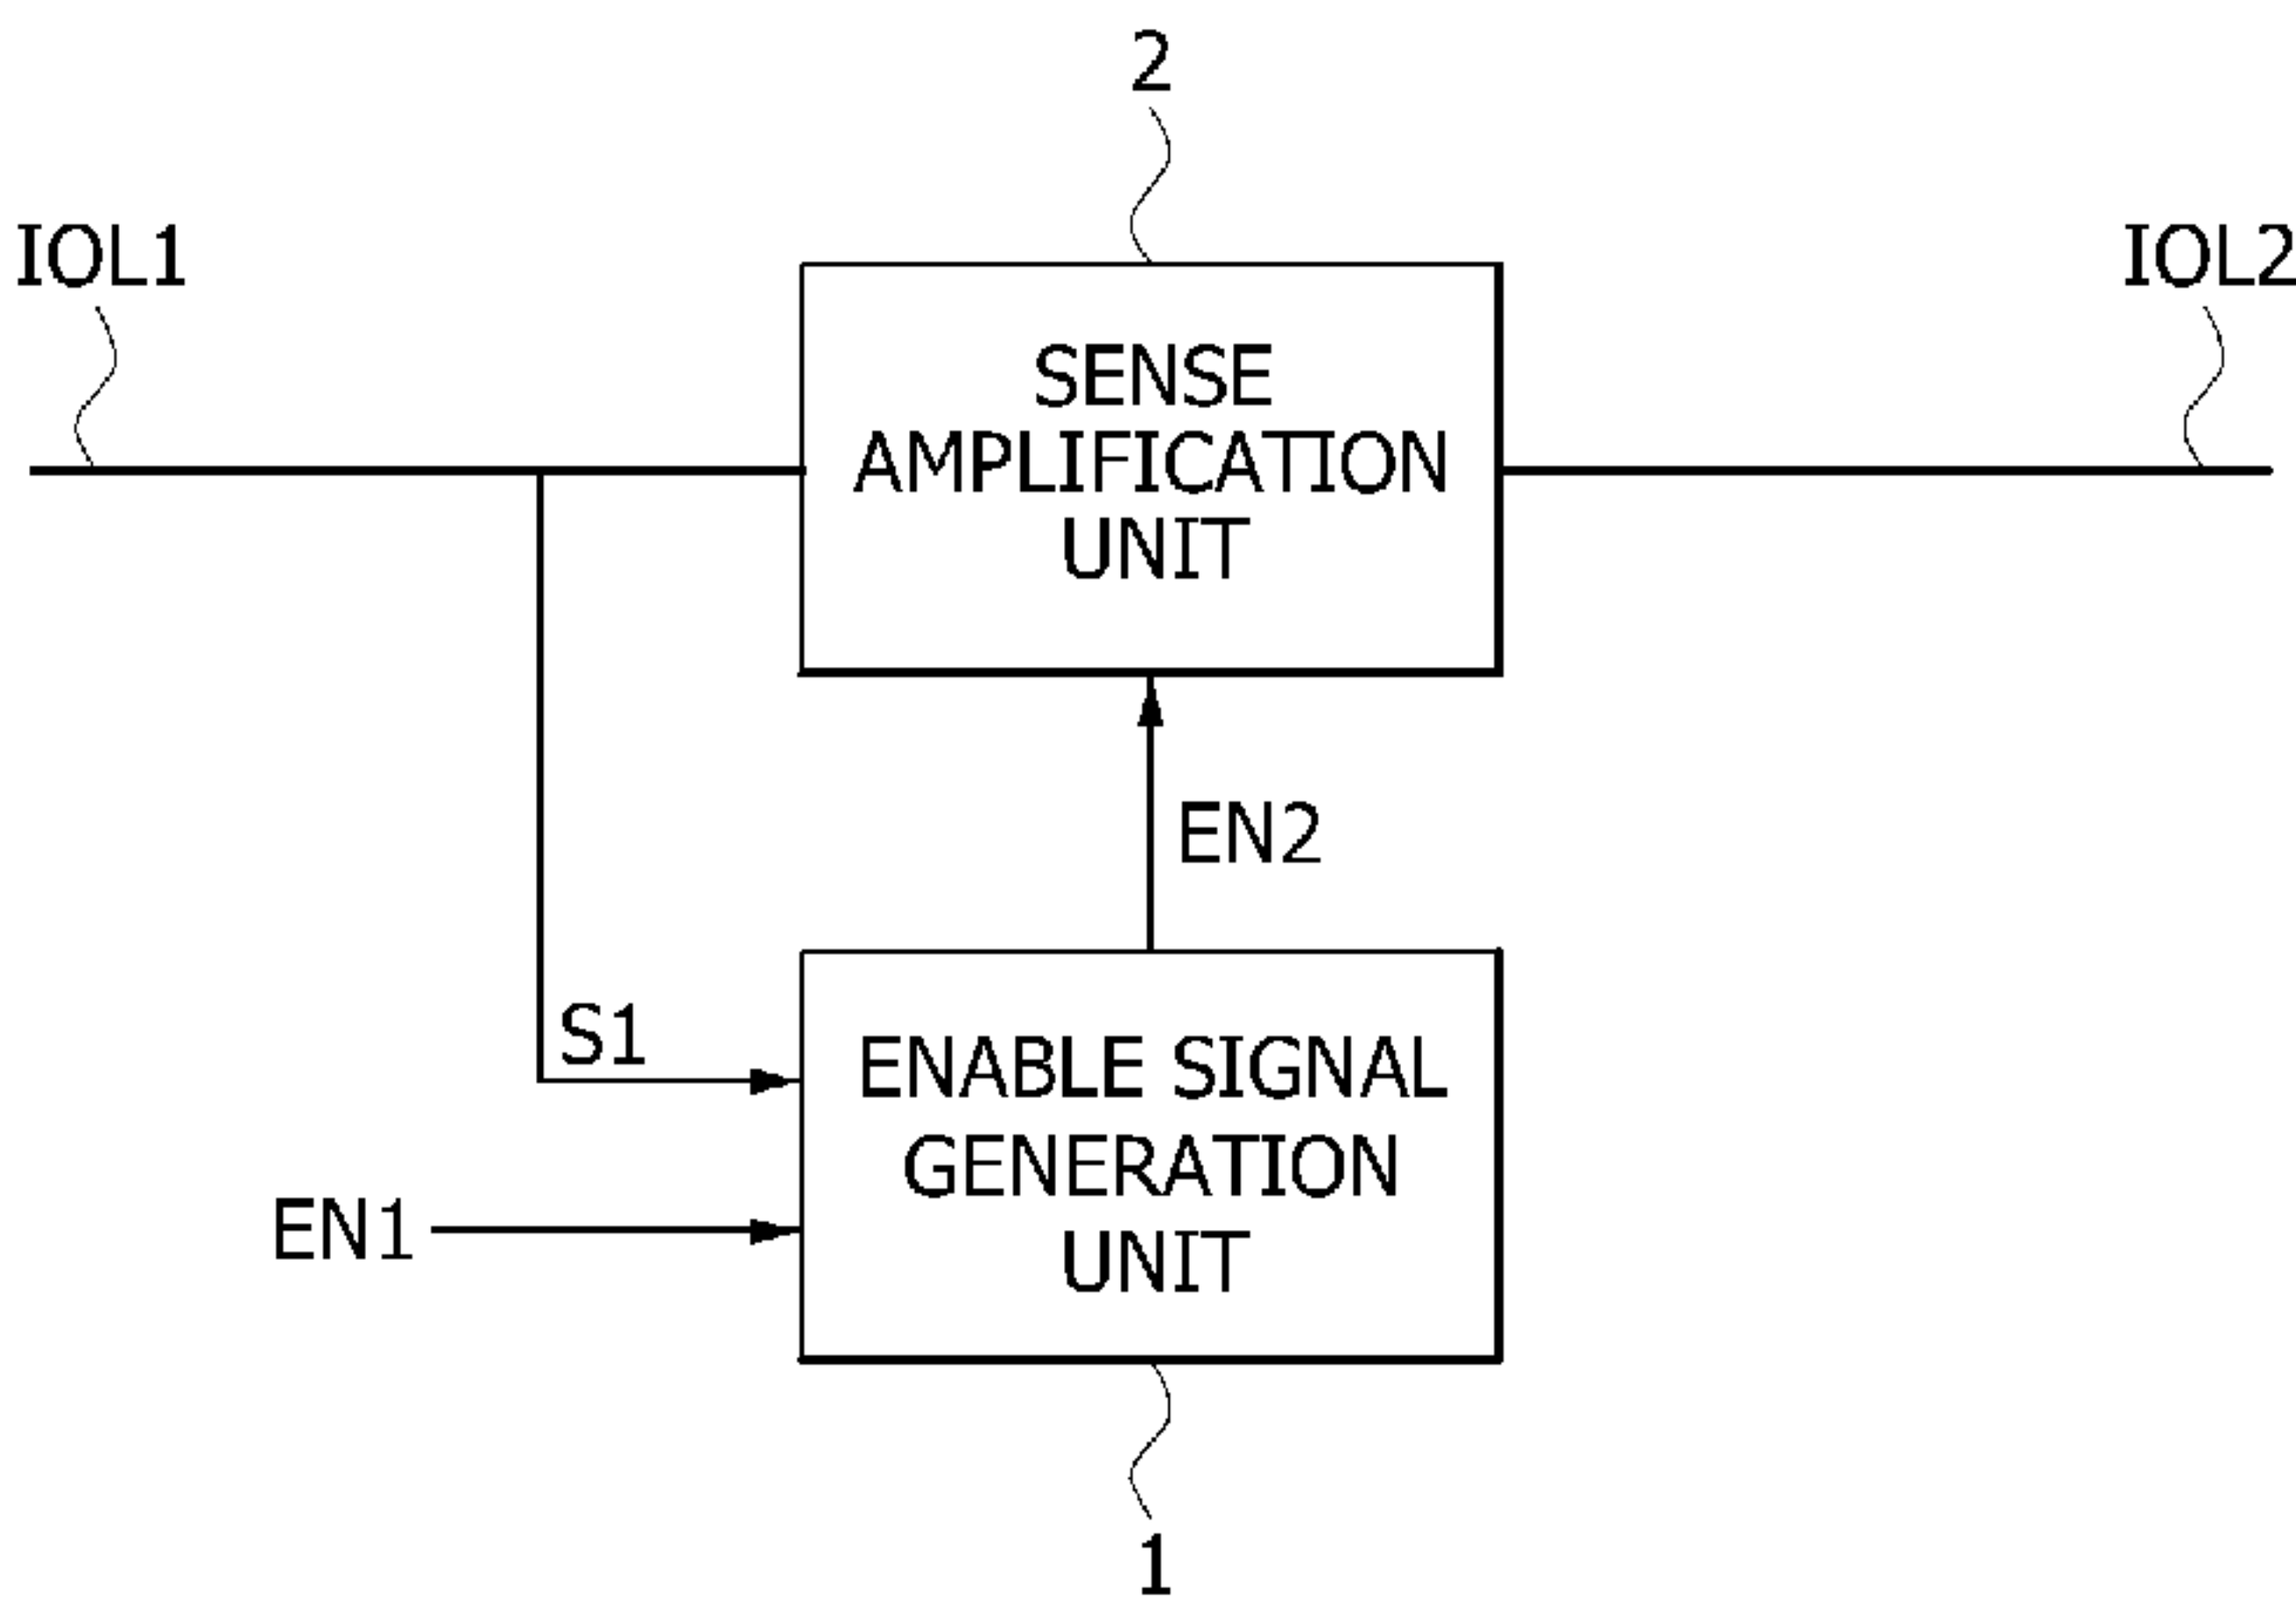 2
IOL1
IOL2
SENSE
AMPLIFICATION
UNIT
EN2
S1
ENABLE SIGNAL
GENERATION
UNIT
EN1
1